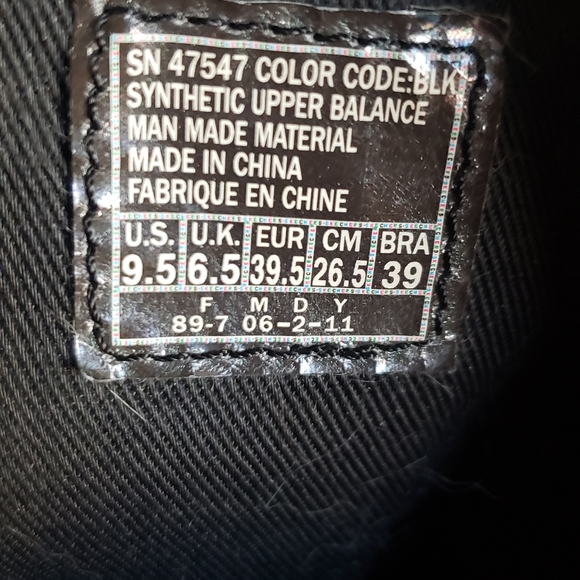 SN 47547 COLOR CODE:BLK
SYNTHETIC UPPER BALANCE
MAN MADE MATERIAL
MADE IN CHINA
FABRIQUE EN CHINE
U.S. U.K. EUR CM BRA
9.5 6.5 39.5 26.5 39
F M D Y
89-7 06-2-11